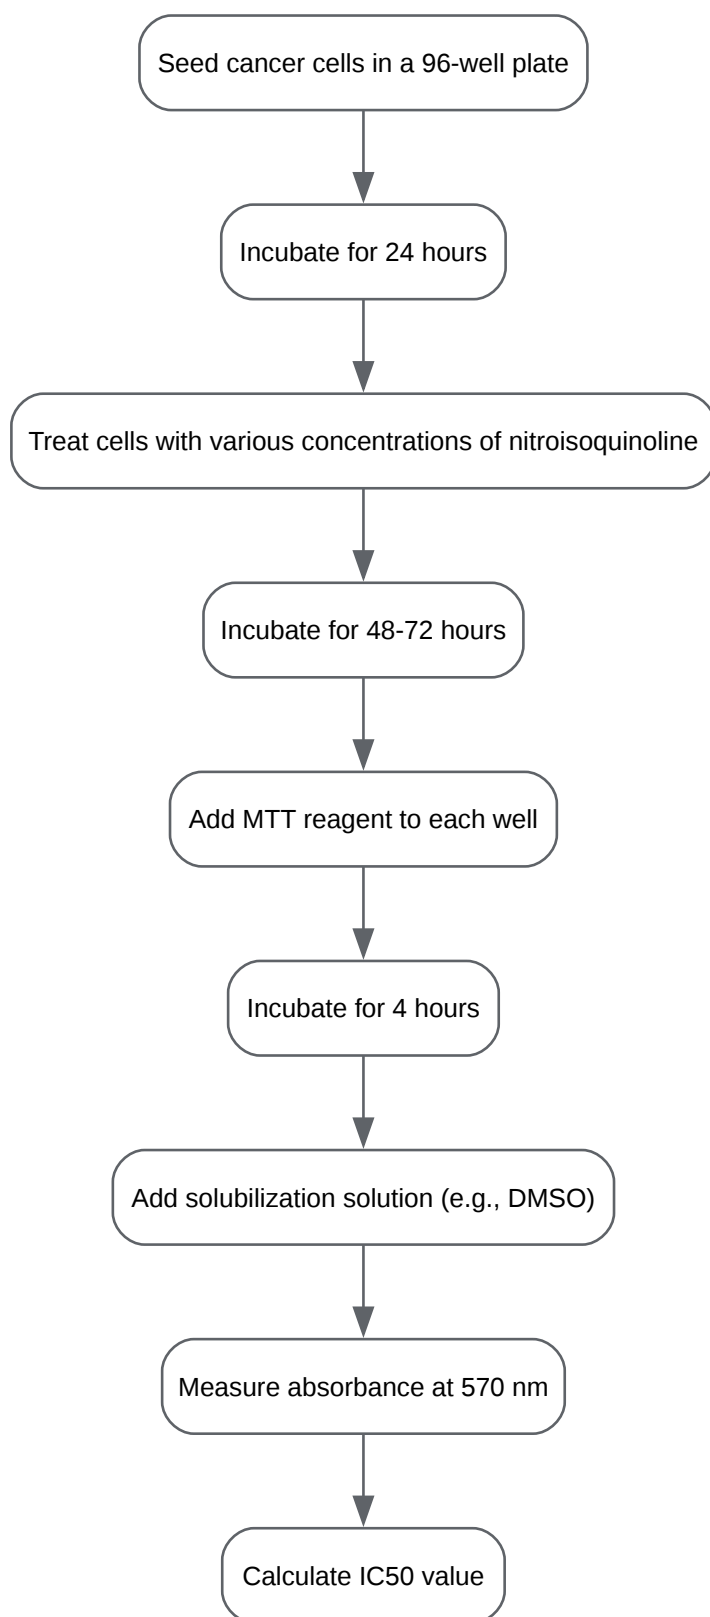 Seed cancer cells in a 96-well plate
Incubate for 24 hours
Treat cells with various concentrations of nitroisoquinoline
Incubate for 48-72 hours
Add MTT reagent to each well
Incubate for 4 hours
Add solubilization solution (e.g., DMSO)
Measure absorbance at 570 nm
Calculate IC50 value